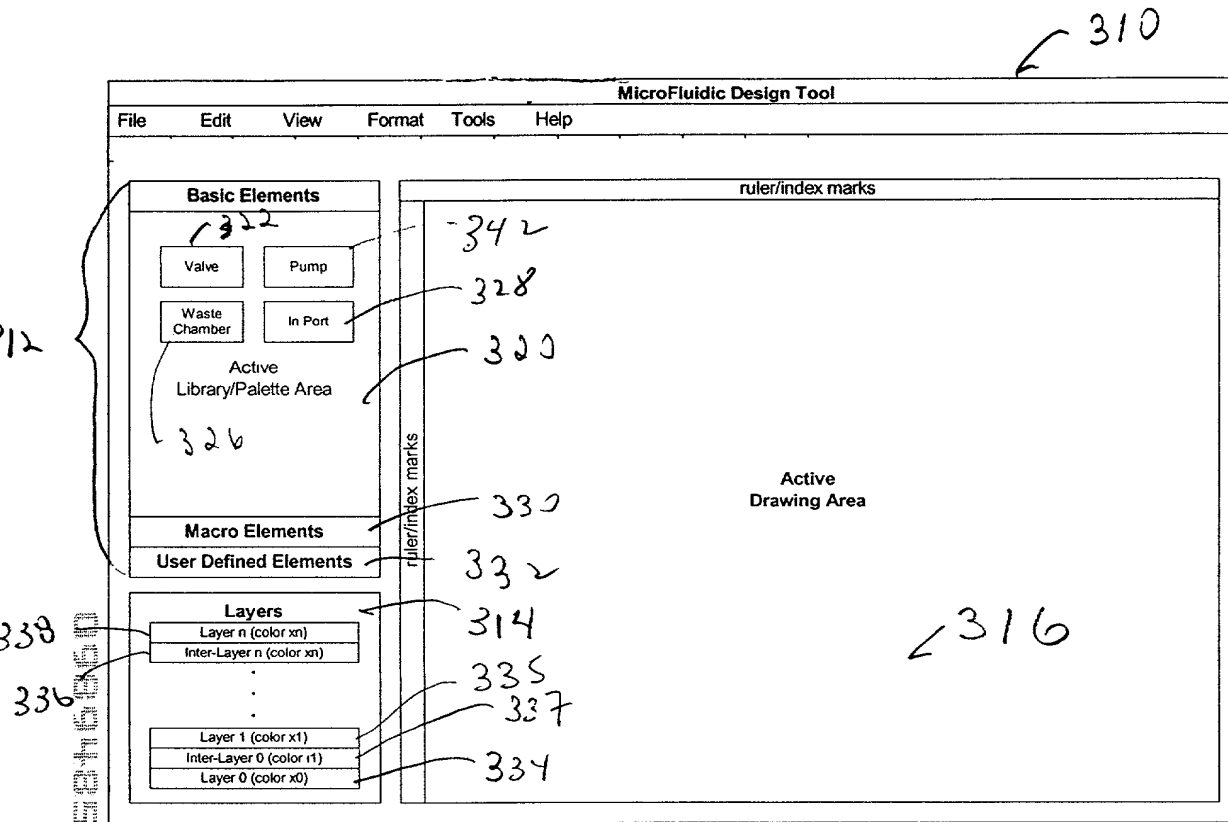 310
MicroFluidic Design Tool
File Edit View Format Tools Help
Basic Elements
ruler/index marks
322
342
Valve
Pump
328
Waste
Chamber
In Port
320
312
Active
Library/Palette Area
326
ruler/index marks
Active
Drawing Area
330
Macro Elements
User Defined Elements
332
Layers
314
316
338
Layer n (color xn)
Inter-Layer n (color xn)
336
335
337
Layer 1 (color x1)
Inter-Layer 0 (color i1)
334
Layer 0 (color x0)